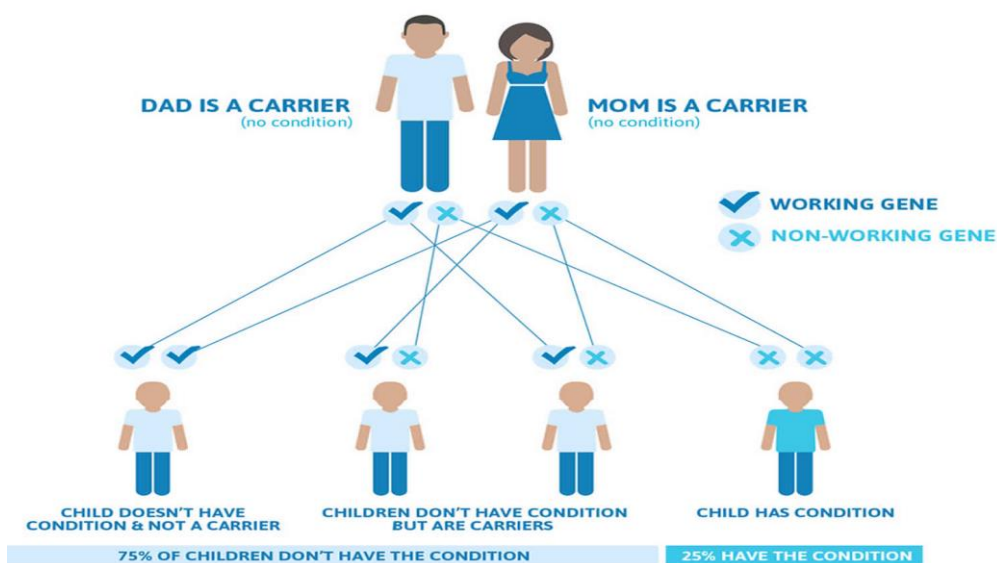 DAD IS A CARRIER
(no condition)
MOM IS A CARRIER
(no condition)
WORKING GENE
NON-WORKING GENE
CHILD DOESN'T HAVE
CONDITION & NOT A CARRIER
CHILDREN DON'T HAVE CONDITION
BUT ARE CARRIERS
CHILD HAS CONDITION
75% OF CHILDREN DON'T HAVE THE CONDITION
25% HAVE THE CONDITION